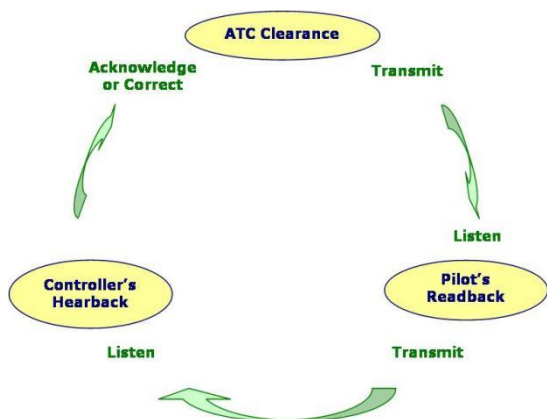 ATC Clearance
Acknowledge
or Correct
Transmit
Listen
Controller's
Hearback
Pilot's
Readback
Listen
Transmit